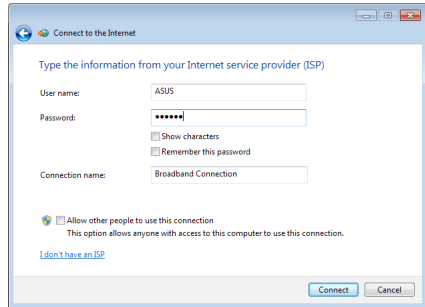 Connect to the Internet
Type the information from your Internet service provider (ISP)
User name: ASUS
Password: ••••••
Show characters
Remember this password
Connection name: Broadband Connection
Allow other people to use this connection
This option allows anyone with access to this computer to use this connection.
I don't have an ISP
Connect Cancel